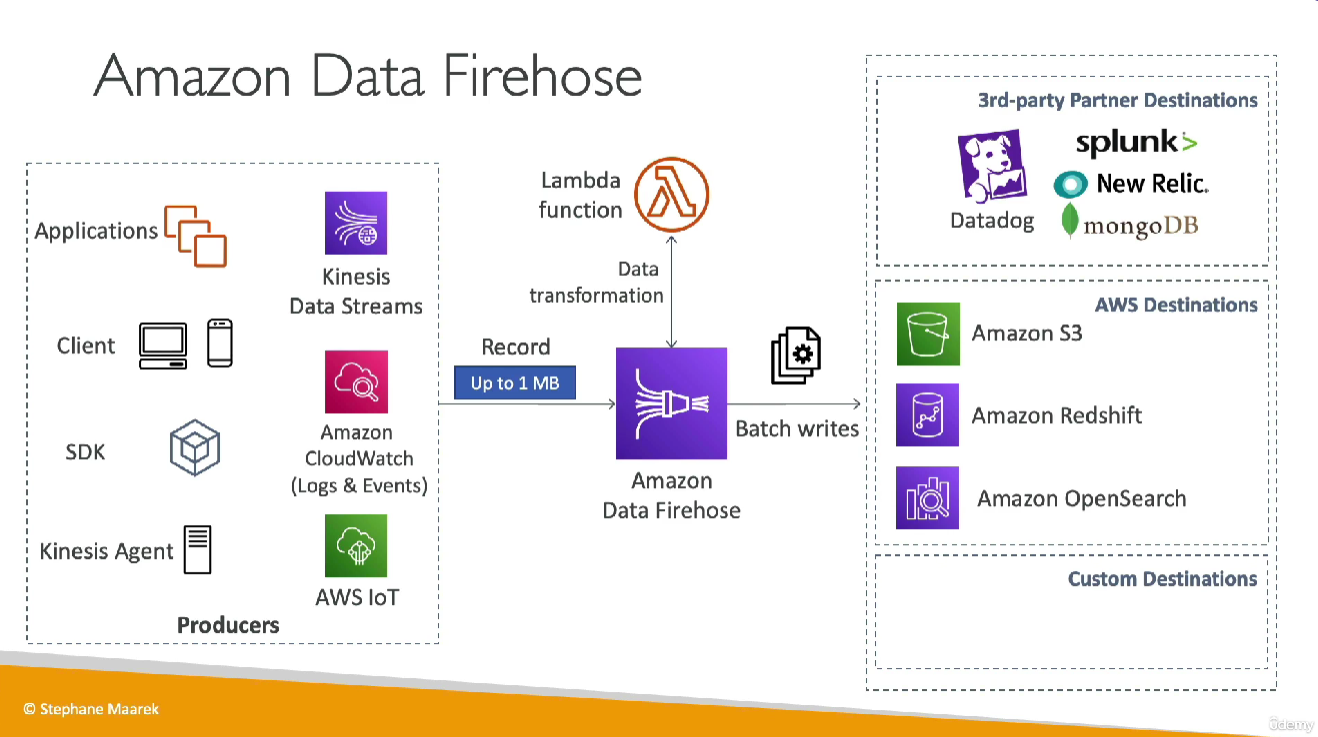 Amazon Data Firehose
Applications
Client
SDK
Kinesis Agent
Kinesis
Data Streams
Amazon
CloudWatch
(Logs & Events)
AWS IoT
Producers
Record
Up to 1 MB
Lambda
function
Data
transformation
Amazon
Data Firehose
Batch writes
3rd-party Partner Destinations
Datadog
splunk>
New Relic.
mongoDB
AWS Destinations
Amazon S3
Amazon Redshift
Amazon OpenSearch
Custom Destinations
© Stephane Maarek
ûdemy